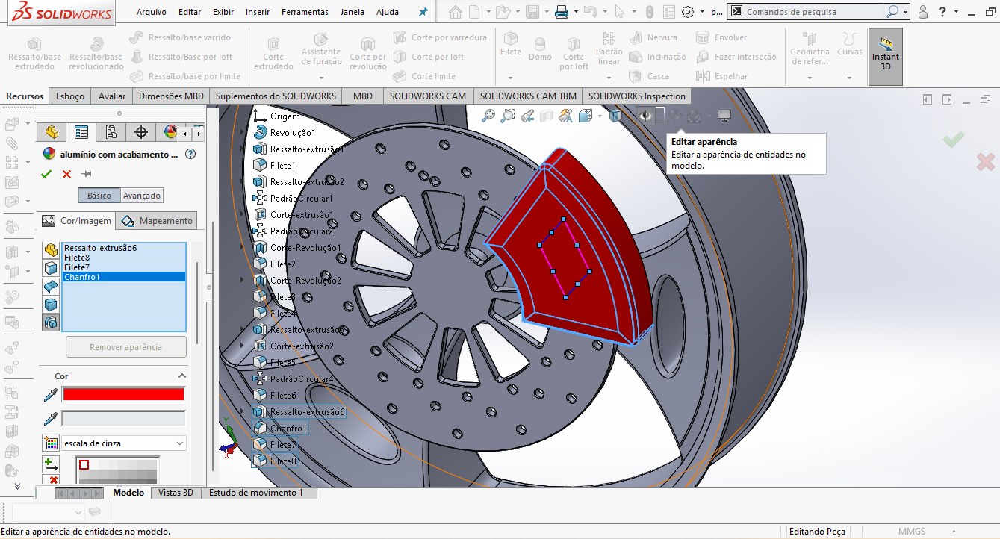 SOLIDWORKS
Arquivo
Editar
Exibir
Inserir
Ferramentas
Janela
Ajuda
p...
Comandos de pesquisa
?
Ressalto/base
extrudado
Ressalto/base
revolucionado
Ressalto/base varrido
Ressalto/Base por loft
Ressalto/base por limite
Corte
extrudado
Assistente
de furação
Corte por
revolução
Corte por varredura
Corte por loft
Corte limite
Filete
Domo
Corte
por loft
Padrão
linear
Nervura
Inclinação
Casca
Envolver
Fazer interseção
Espelhar
Geometria
de refer...
Curvas
Instant
3D
Recursos
Esboço
Avaliar
Dimensões MBD
Suplementos do SOLIDWORKS
MBD
SOLIDWORKS CAM
SOLIDWORKS CAM TBM
SOLIDWORKS Inspection
alumínio com acabamento ...
?
Básico
Avançado
Cor/Imagem
Mapeamento
Ressalto-extrusão6
Filete8
Filete7
Chanfro1
Remover aparência
Cor
escala de cinza
Origem
Revolução1
Ressalto-extrusão1
Filete1
Ressalto-extrusão2
PadrãoCircular1
Corte-extrusão1
PadrãoCircular2
Corte-Revolução1
Filete2
Corte-Revolução2
Filete3
Filete4
Corte-extrusão2
Filete5
PadrãoCircular4
Filete6
Ressalto-extrusão6
Chanfro1
Filete7
Filete8
Editar aparência
Editar a aparência de entidades no
modelo.
Y
X
Modelo
Vistas 3D
Estudo de movimento 1
Editar a aparência de entidades no modelo.
Editando Peça
MMGS